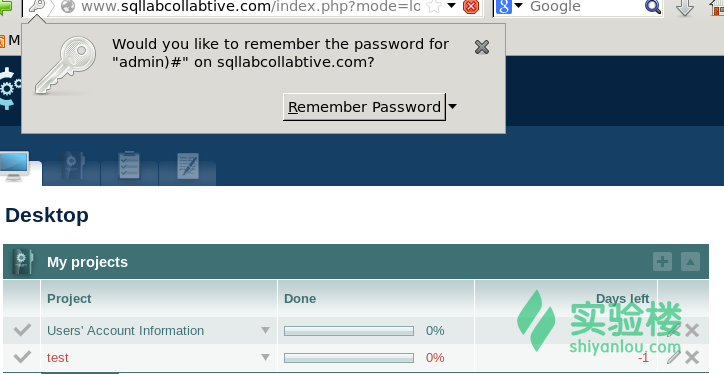 www.sqllabcollabtive.com/index.php?mode=lo
Google
M
Would you like to remember the password for
"admin)#" on sqllabcollabtive.com?
Remember Password
Desktop
My projects
Project Done Days left
Users' Account Information 0%
test 0% -1
实验楼
shiyanlou.com